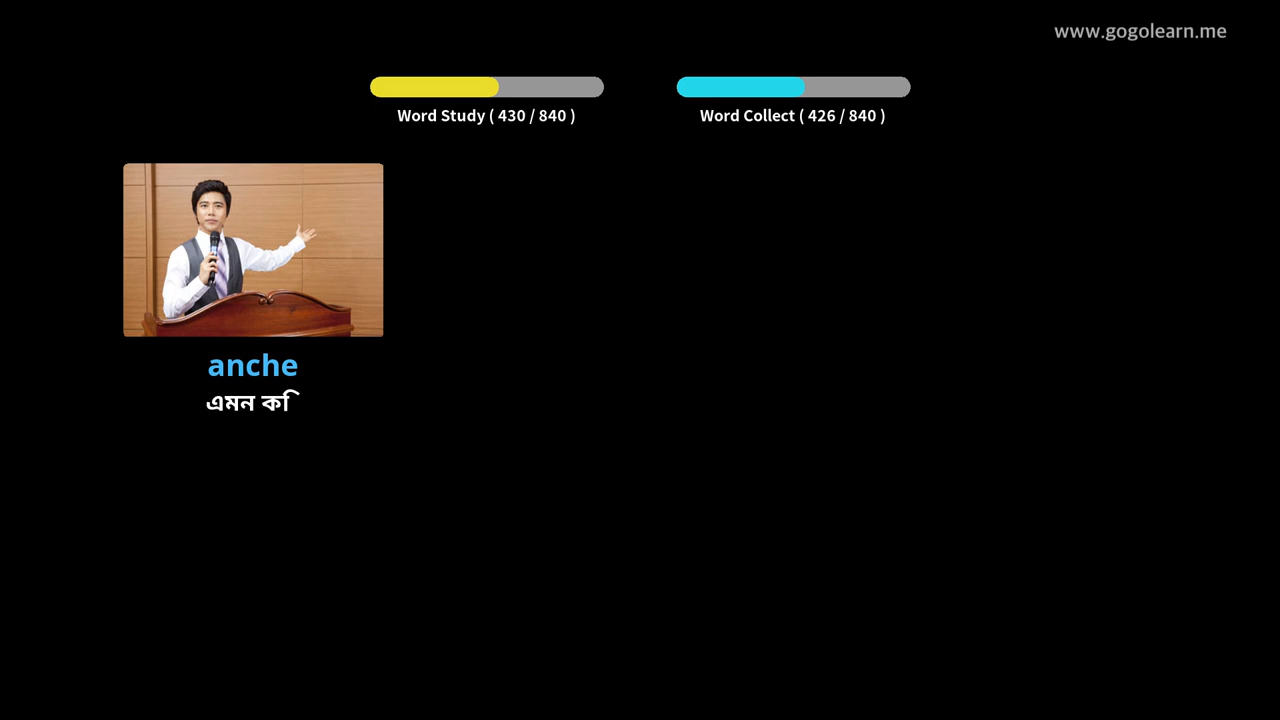 www.gogolearn.me
Word Study ( 430 / 840 )
Word Collect ( 426 / 840 )
anche
এমন কি